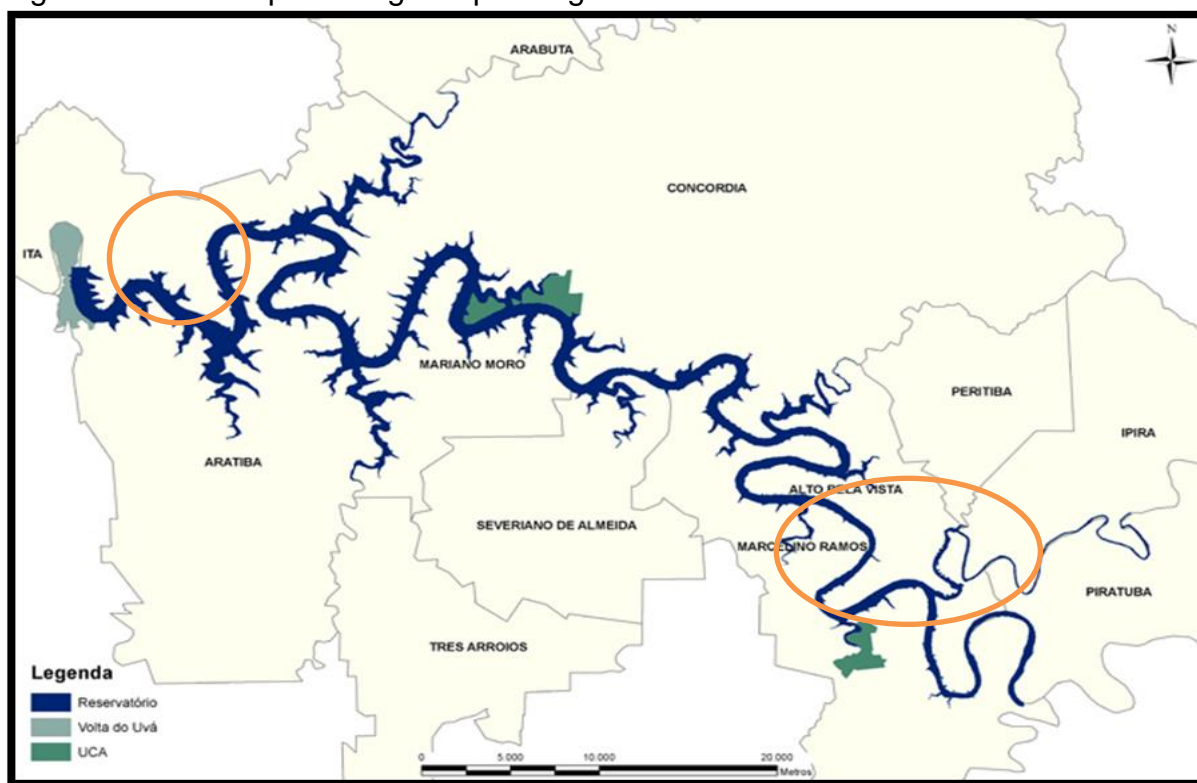 N
ARABUTA
CONCORDIA
ITA
MARIANO MORO
PERITIBA
IPIRA
ARATIBA
ALTO BELA VISTA
SEVERIANO DE ALMEIDA
MARCELINO RAMOS
PIRATUBA
TRES ARROIOS
Legenda
Reservatório
Volta do Uvá
UCA
0 5.000 10.000 20.000
Metros